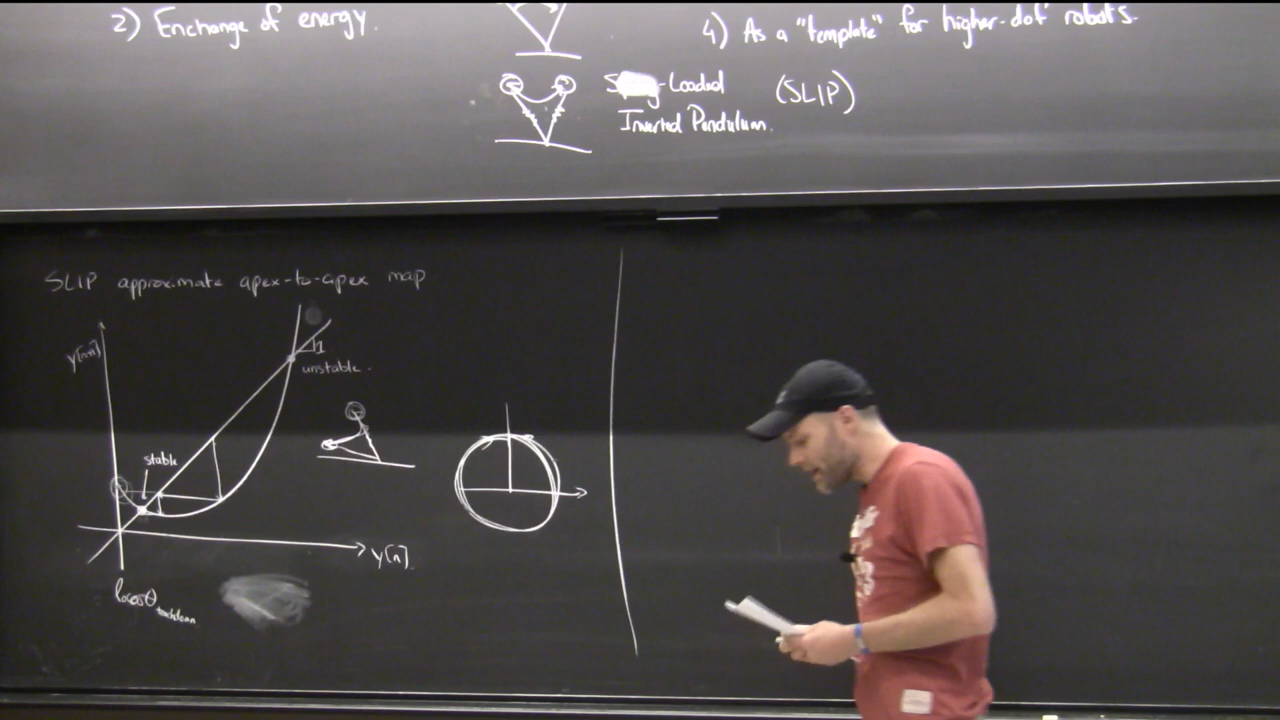 2) Enchange of energy.
4) As a "template" for higher-dof robots.
-Loaded (SLIP)
Inverted Pendulum.
SLIP approximate apex-to-apex map
y[n+1]
1
unstable.
stable
y[n].
l₀cosθ touchdown